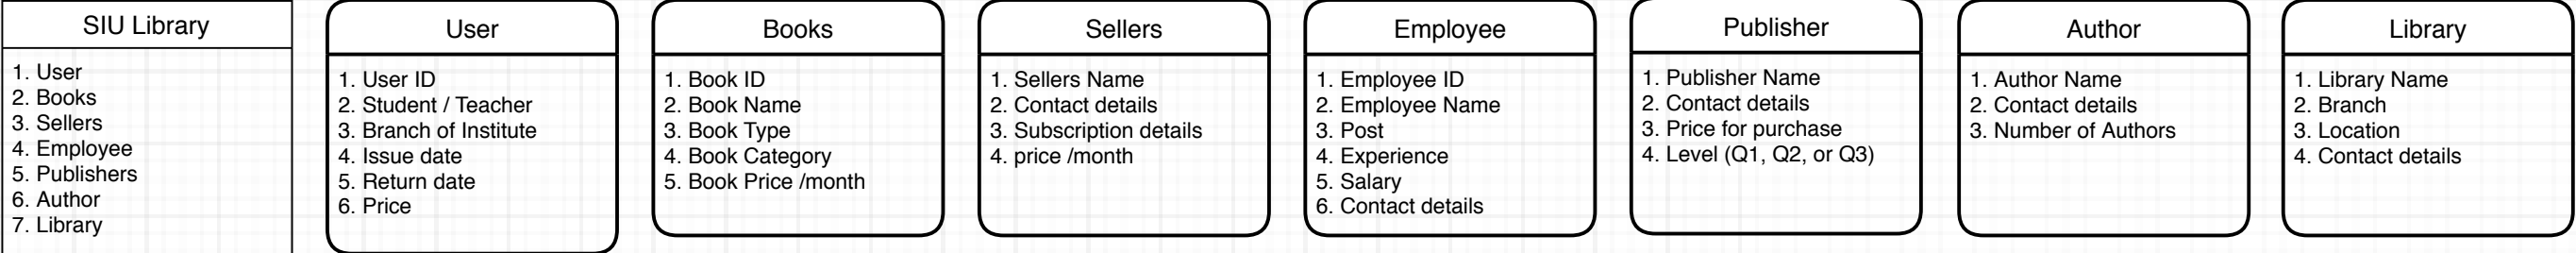 SIU Library
1. User
2. Books
3. Sellers
4. Employee
5. Publishers
6. Author
7. Library
User
1. User ID
2. Student / Teacher
3. Branch of Institute
4. Issue date
5. Return date
6. Price
Books
1. Book ID
2. Book Name
3. Book Type
4. Book Category
5. Book Price /month
Sellers
1. Sellers Name
2. Contact details
3. Subscription details
4. price /month
Employee
1. Employee ID
2. Employee Name
3. Post
4. Experience
5. Salary
6. Contact details
Publisher
1. Publisher Name
2. Contact details
3. Price for purchase
4. Level (Q1, Q2, or Q3)
Author
1. Author Name
2. Contact details
3. Number of Authors
Library
1. Library Name
2. Branch
3. Location
4. Contact details